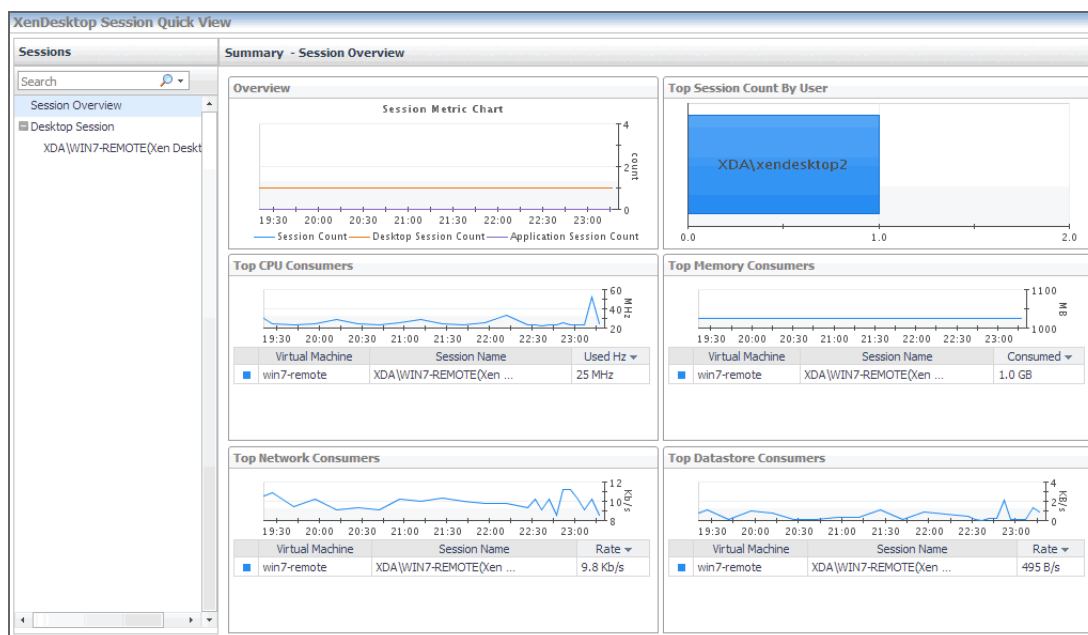 XenDesktop Session Quick View
Sessions
Search
Session Overview
Desktop Session
XDA\WIN7-REMOTE(Xen Deskt
Summary - Session Overview
Overview
Session Metric Chart
4
2
0
count
19:30 20:00 20:30 21:00 21:30 22:00 22:30 23:00
Session Count Desktop Session Count Application Session Count
Top Session Count By User
XDA\xendesktop2
0.0 1.0 2.0
Top CPU Consumers
60
40
20
MHz
19:30 20:00 20:30 21:00 21:30 22:00 22:30 23:00
Virtual Machine Session Name Used Hz
win7-remote XDA\WIN7-REMOTE(Xen ... 25 MHz
Top Memory Consumers
1100
1000
MB
19:30 20:00 20:30 21:00 21:30 22:00 22:30 23:00
Virtual Machine Session Name Consumed
win7-remote XDA\WIN7-REMOTE(Xen ... 1.0 GB
Top Network Consumers
12
10
8
Kb/s
19:30 20:00 20:30 21:00 21:30 22:00 22:30 23:00
Virtual Machine Session Name Rate
win7-remote XDA\WIN7-REMOTE(Xen ... 9.8 Kb/s
Top Datastore Consumers
4
2
0
KB/s
19:30 20:00 20:30 21:00 21:30 22:00 22:30 23:00
Virtual Machine Session Name Rate
win7-remote XDA\WIN7-REMOTE(Xen ... 495 B/s